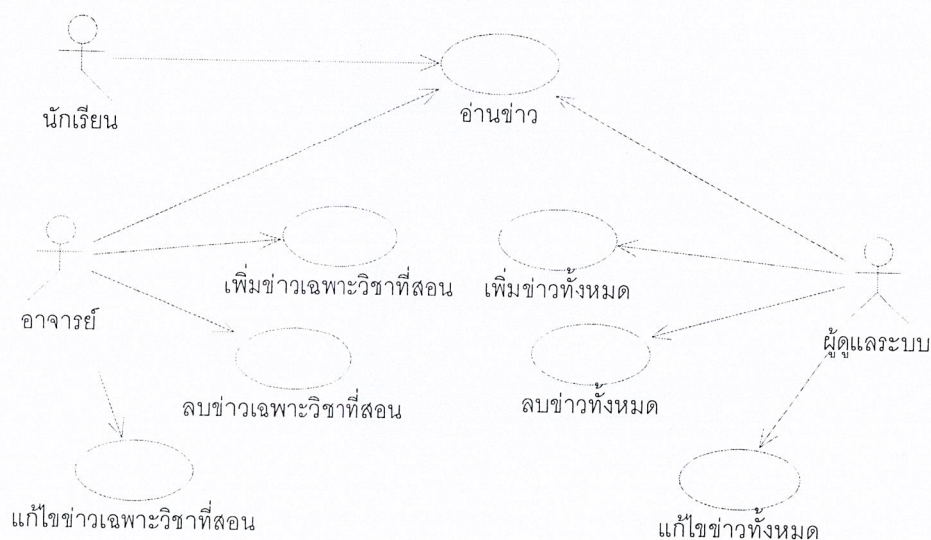 นักเรียน
อ่านข่าว
เพิ่มข่าวเฉพาะวิชาที่สอน
เพิ่มข่าวทั้งหมด
อาจารย์
ผู้ดูแลระบบ
ลบข่าวเฉพาะวิชาที่สอน
ลบข่าวทั้งหมด
แก้ไขข่าวเฉพาะวิชาที่สอน
แก้ไขข่าวทั้งหมด